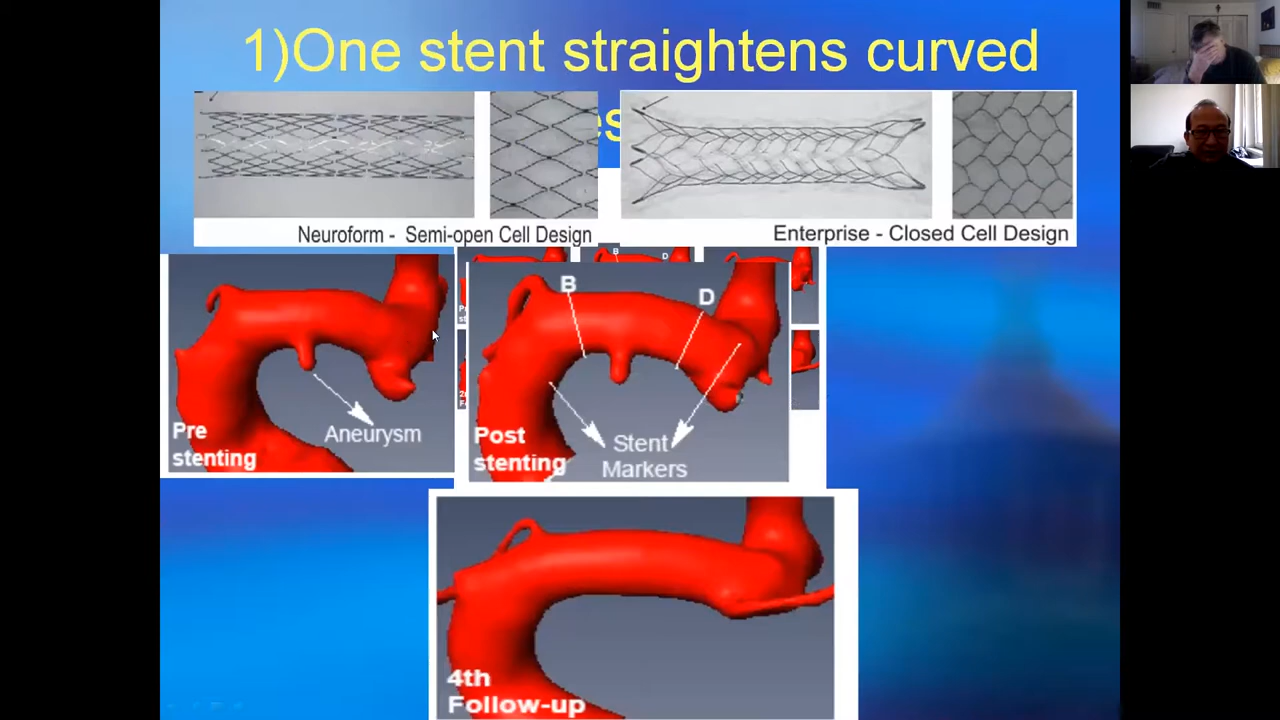 1)One stent straightens curved
es
Neuroform - Semi-open Cell Design
Enterprise - Closed Cell Design
B
D
B
D
Aneurysm
Pre
stenting
Post
stenting
Stent
Markers
4th
Follow-up